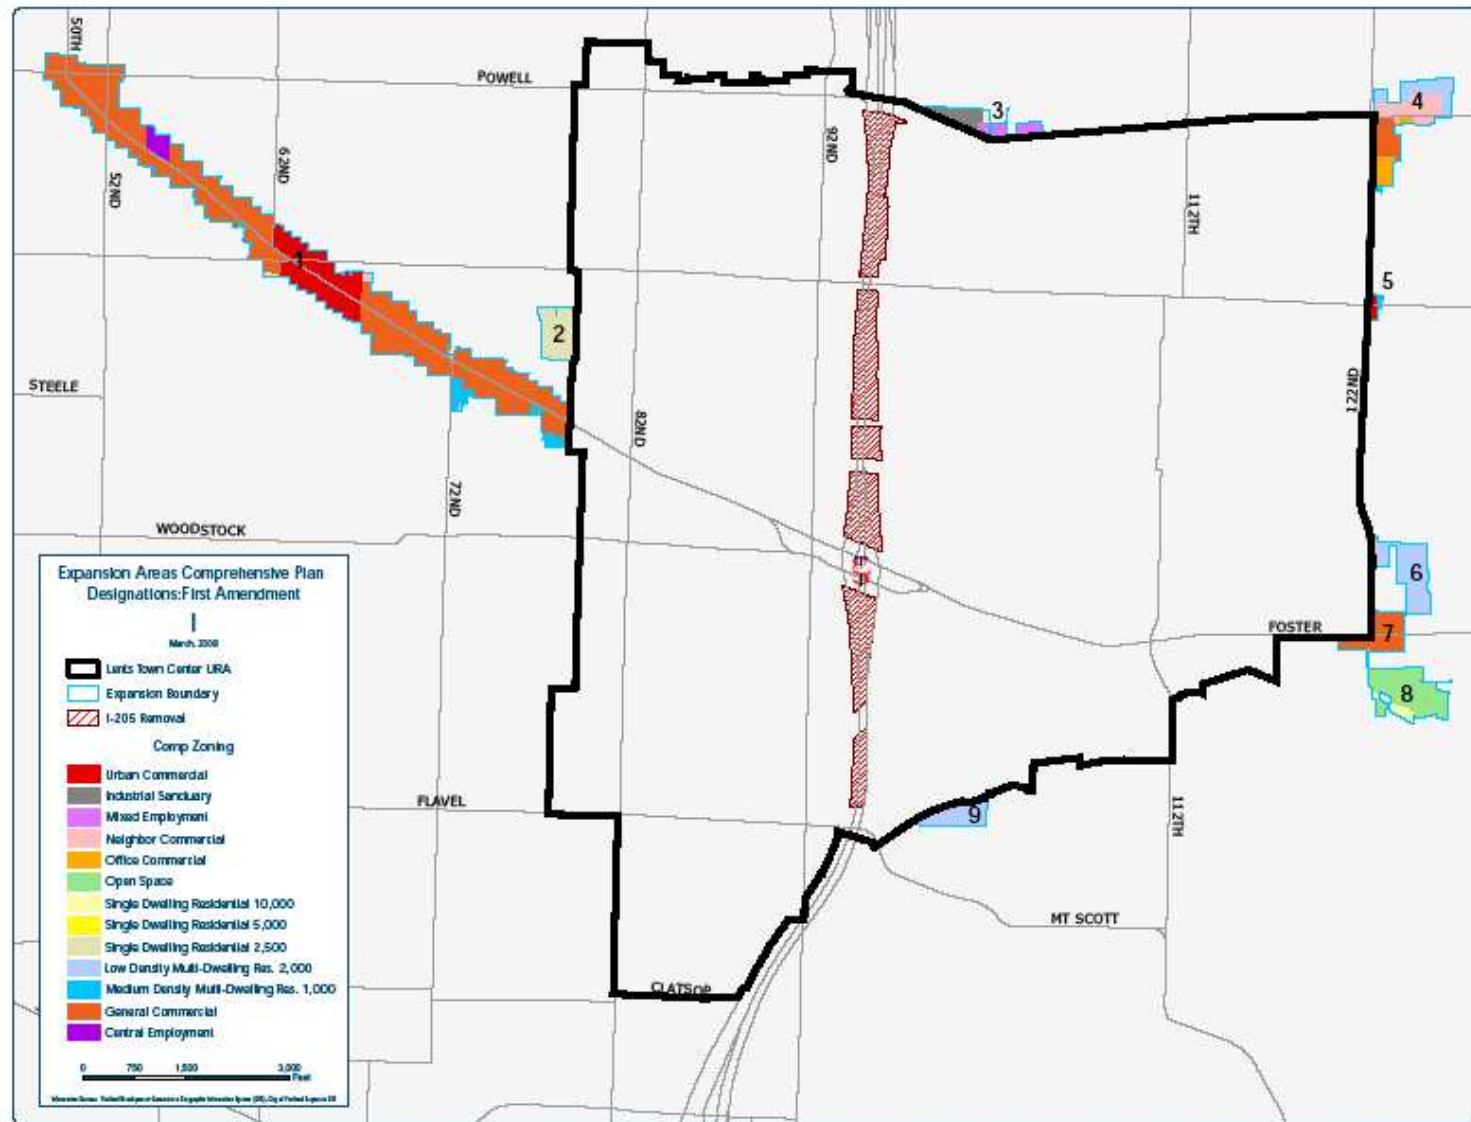 50TH
POWELL
3
4
92ND
62ND
52ND
112TH
1
5
2
STEELE
122ND
82ND
72ND
WOODSTOCK
6
FOSTER
7
8
FLAVEL
9
112TH
MT SCOTT
CLATSOP
Expansion Areas Comprehensive Plan
Designations:First Amendment
Lents Town Center URA
Expansion Boundary
I-205 Removal
Comp Zoning
Urban Commercial
Industrial Sanctuary
Mixed Employment
Neighbor Commercial
Office Commercial
Open Space
Single Dwelling Residential 10,000
Single Dwelling Residential 5,000
Single Dwelling Residential 2,500
Low Density Multi-Dwelling Res. 2,000
Medium Density Multi-Dwelling Res. 1,000
General Commercial
Central Employment
0 750 1,500 3,000
Feet